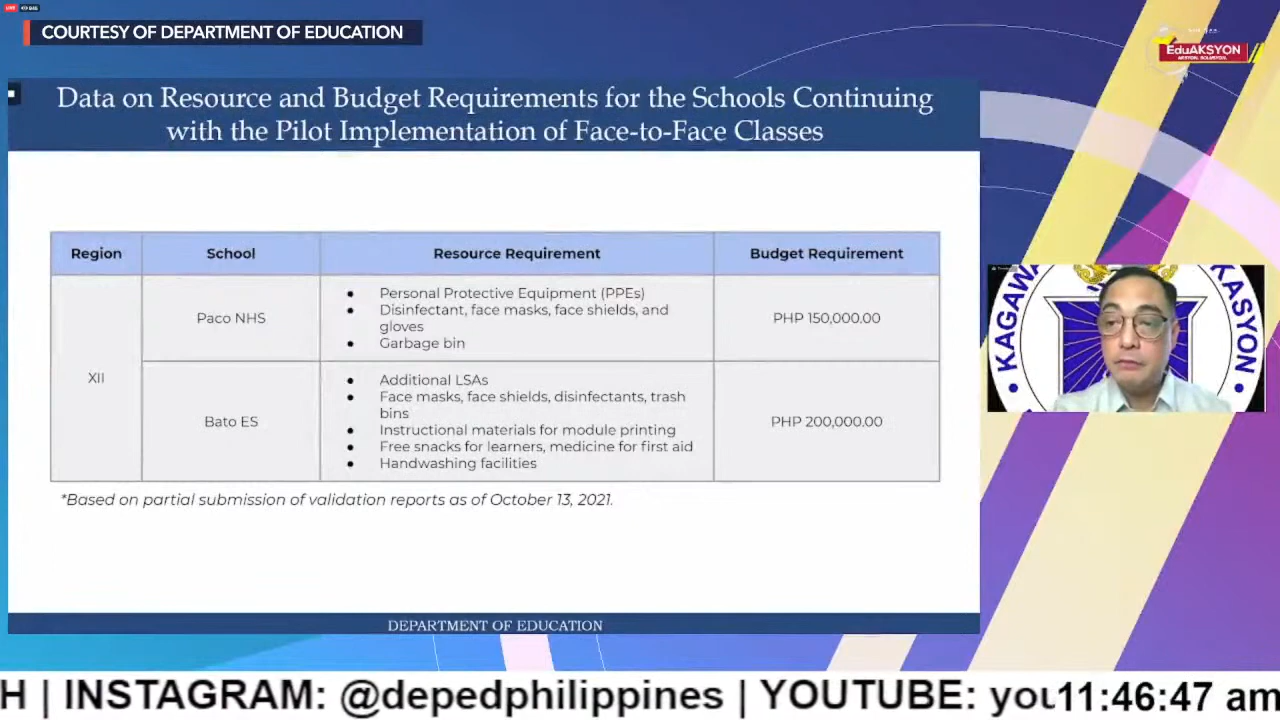 LIVE
COURTESY OF DEPARTMENT OF EDUCATION
EduAKSYON
Data on Resource and Budget Requirements for the Schools Continuing
with the Pilot Implementation of Face-to-Face Classes
Region School Resource Requirement Budget Requirement
XII
Paco NHS
• Personal Protective Equipment (PPEs)
• Disinfectant, face masks, face shields, and
gloves
• Garbage bin
PHP 150,000.00
Bato ES
• Additional LSAs
• Face masks, face shields, disinfectants, trash
bins
• Instructional materials for module printing
• Free snacks for learners, medicine for first aid
• Handwashing facilities
PHP 200,000.00
*Based on partial submission of validation reports as of October 13, 2021.
DEPARTMENT OF EDUCATION
KAGAWA
KASYON
H | INSTAGRAM: @depedphilippines | YOUTUBE: you
11:46:47 am